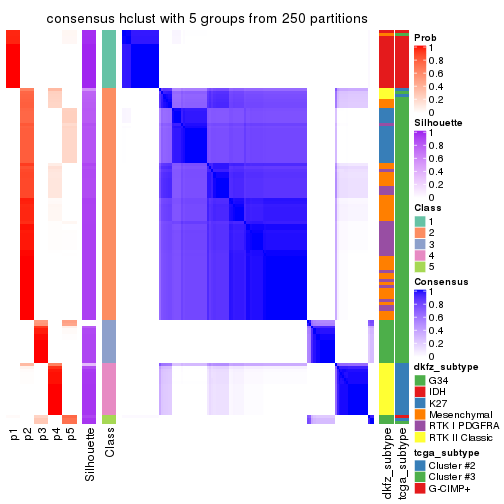 consensus hclust with 5 groups from 250 partitions
Prob
1
0.8
0.6
0.4
0.2
0
Silhouette
1
0.8
0.6
0.4
0.2
0
Class
1
2
3
4
5
Consensus
1
0.8
0.6
0.4
0.2
0
dkfz_subtype
G34
IDH
K27
Mesenchymal
RTK I PDGFRA
RTK II Classic
tcga_subtype
Cluster #2
Cluster #3
G-CIMP+
p1
p2
p3
p4
p5
Silhouette
Class
dkfz_subtype
tcga_subtype